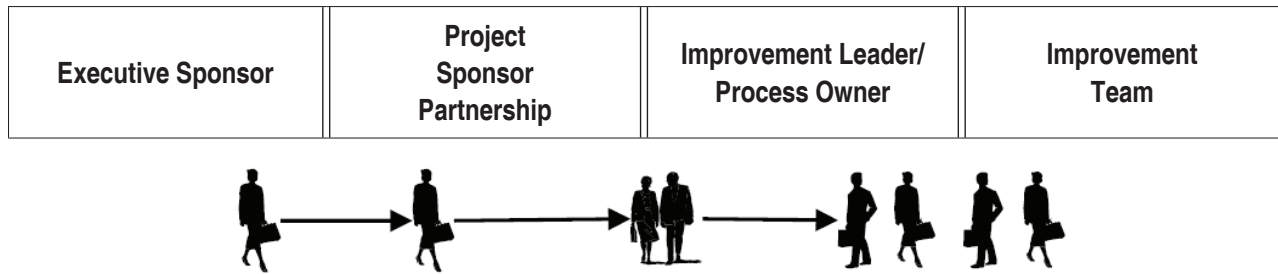 Executive Sponsor
Project
Sponsor
Partnership
Improvement Leader/
Process Owner
Improvement
Team